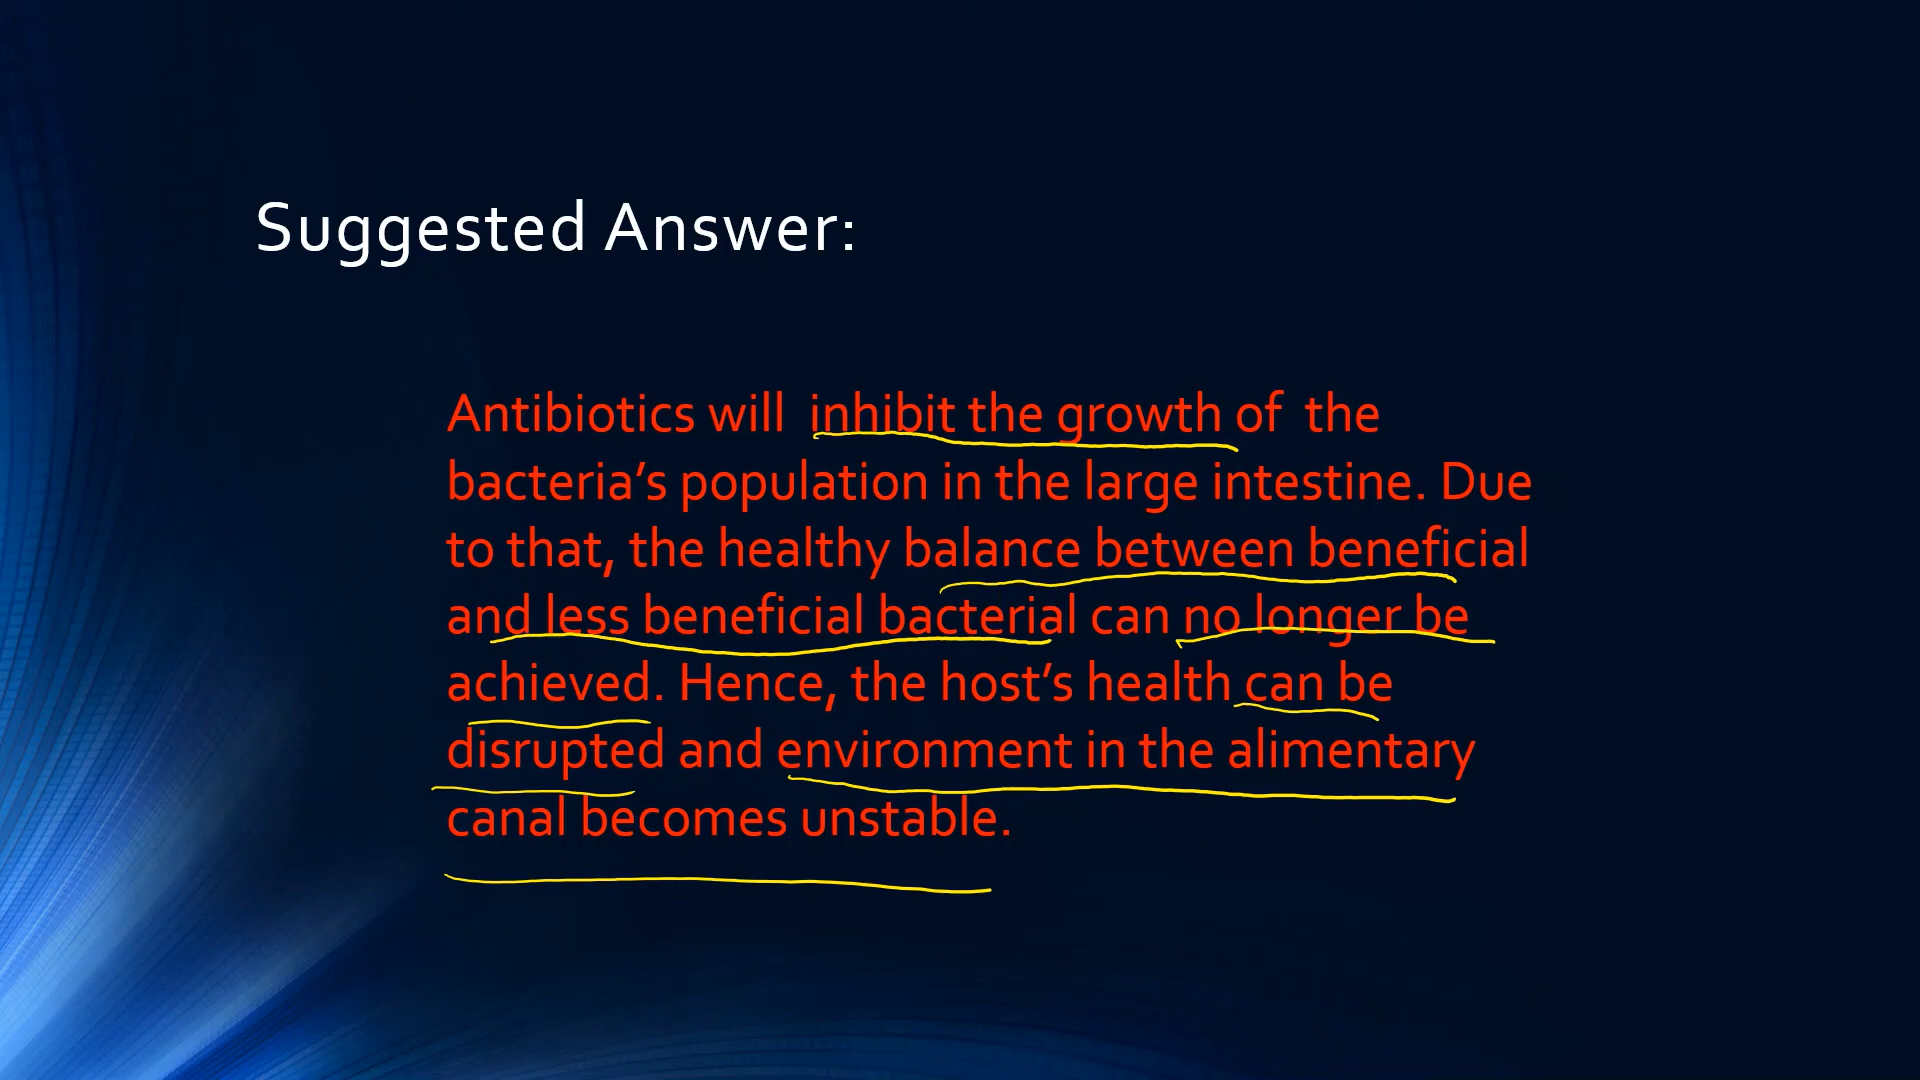 Suggested Answer:
Antibiotics will inhibit the growth of the
bacteria’s population in the large intestine. Due
to that, the healthy balance between beneficial
and less beneficial bacterial can no longer be
achieved. Hence, the host’s health can be
disrupted and environment in the alimentary
canal becomes unstable.